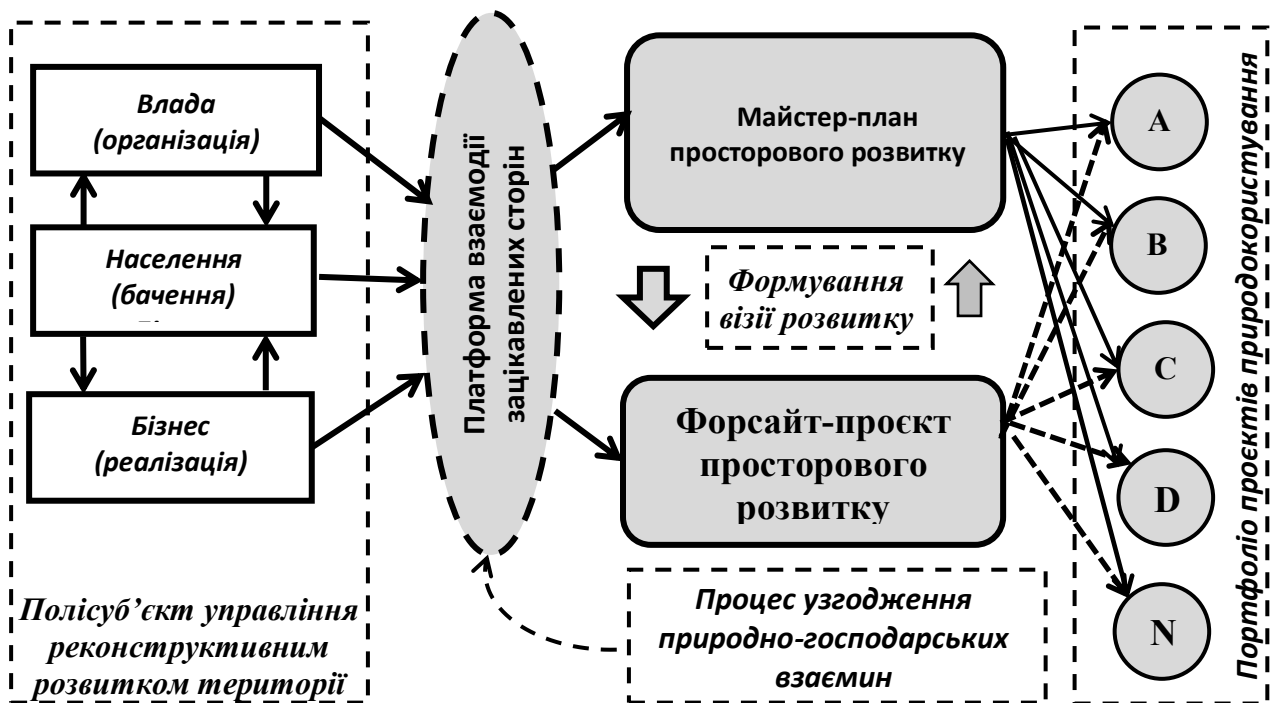 Влада
(організація)
Населення
(бачення)
Бізнес
(реалізація)
Полісуб’єкт управління
реконструктивним
розвитком території
Платформа взаємодії
зацікавлених сторін
Майстер-план
просторового розвитку
Формування
візії розвитку
Форсайт-проєкт
просторового
розвитку
Процес узгодження
природно-господарських
взаємин
A
B
C
D
N
Портфоліо проєктів природокористування